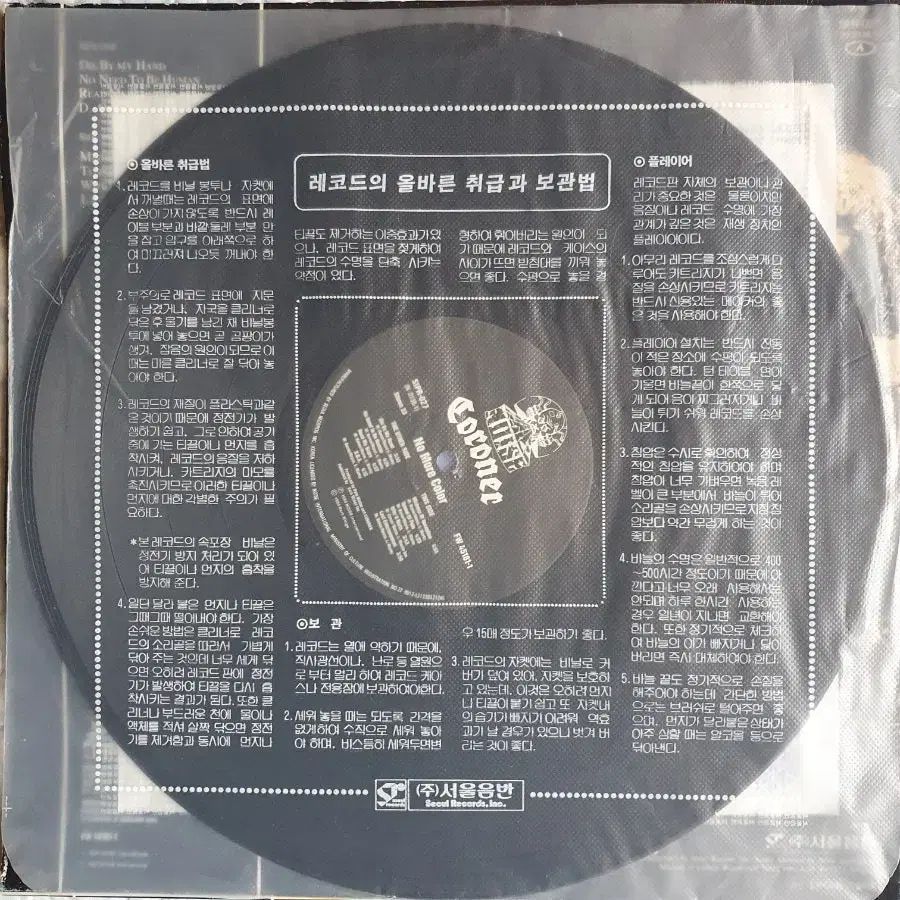 DIE BY MY HAND
NO NEED TO BE HUMAN
레코드의 올바른 취급과 보관법
⊙ 올바른 취급법
1. 레코드를 비닐 봉투나 자켓에
서 꺼낼때는 레코드의 표면에
손상이 가지 않도록 반드시 레
이블 부분과 바깥 둘레 부분 만
을 잡고 입구를 아래쪽으로 하
여 미끄러져 나오듯 꺼내야 한
다.
2. 부주의로 레코드 표면에 지문
을 남겼거나, 자국을 클리너로
닦은 후 물기를 남긴 채 비닐봉
투에 넣어 놓으면 곧 곰팡이가
생겨, 잡음의 원인이 되므로 이
때는 마른 클리너로 잘 닦아 놓
아야 한다.
3. 레코드의 재질이 플라스틱과 같
은 것이기 때문에 정전기가 발
생하기 쉽고, 그로 인하여 공기
중에 가는 티끌이나 먼지를 흡
착시켜, 레코드의 음질을 저하
시키거나, 카트리지의 마모를
촉진시키므로 이러한 티끌이나
먼지에 대한 각별한 주의가 필
요하다.
*본 레코드의 속포장 비닐은
정전기 방지 처리가 되어 있
어 티끌이나 먼지의 흡착을
방지해 준다.
4. 일단 달라 붙은 먼지나 티끌은
그때그때 떨어내야 한다. 가장
손쉬운 방법은 클리너로 레코
드의 소리골을 따라서 가볍게
닦아 주는 것인데 너무 세게 닦
으면 오히려 레코드 판에 정전
기가 발생하여 티끌을 다시 흡
착시키는 결과가 된다. 또한 클
리너나 부드러운 천에 물이나
액체를 적셔 살짝 닦으면 정전
기를 제거함과 동시에 먼지나
티끌도 제거하는 이중효과가 있
으나, 레코드 표면을 젖게하여
레코드의 수명을 단축 시키는
약점이 있다.
⊙ 보 관
1. 레코드는 열에 약하기 때문에,
직사광선이나, 난로 등 열원으
로 부터 멀리 하여 레코드 케이
스나 전용장에 보관하여야한다.
2. 세워 놓을 때는 되도록 간격을
없게하여 수직으로 세워 놓아
야 하며, 비스듬히 세워두면변
형하여 휘어버리는 원인이 되
기 때문에 레코드와 케이스의
사이가 뜨면 받침대를 끼워 놓
으면 좋다. 수평으로 놓을 경
우 15매 정도가 보관하기 좋다.
3. 레코드의 자켓에는 비닐로 커
버가 덮여 있어, 자켓을 보호하
고 있는데, 이것은 오히려 먼지
나 티끌이 붙기 쉽고 또 자켓내
의 습기가 빠지기 어려워 역효
과가 날 경우가 있으니 벗겨 버
리는 것이 좋다.
⊙ 플레이어
레코드판 자체의 보관이나 관
리가 중요한 것은 물론이지만
음질이나 레코드 수명에 가장
관계가 깊은 것은 재생 장치인
플레이어이다.
1. 아무리 레코드를 조심스럽게 다
루어도 카트리지가 나쁘면 음
질을 손상시키므로 카트리지는
반드시 신용있는 메이커의 좋
은 것을 사용해야 한다.
2. 플레이어 설치는 반드시 진동
이 적은 장소에 수평이 되도록
놓아야 한다. 턴 테이블 면이
기울면 바늘끝이 한쪽으로 닳
게 되어 음이 찌그러지거나, 바
늘이 튀기 쉬워 레코드를 손상
시킨다.
3. 침압은 수시로 확인하여 정상
적인 침압을 유지하여야 하며
침압이 너무 가벼우면 녹음 레
벨이 큰 부분에서 바늘이 튀어
소리골을 손상시키므로 지정 침
압보다 약간 무겁게 하는 것이
좋다.
4. 바늘의 수명은 일반적으로 400
~500시간 정도이기 때문에 아
낀다고 너무 오래 사용해서는
안되며 하루 한시간 사용하는
경우 일년이 지나면 교환해야
한다. 또한 정기적으로 체크하
여 바늘의 이가 빠지거나 닳아
버리면 즉시 대체하여야 한다.
5. 바늘 끝도 정기적으로 손질을
해주어야 하는데 간단한 방법
으로는 브러쉬로 털어주면 좋
으며, 먼지가 달라붙은 상태가
아주 심할 때는 알코올 등으로
닦아낸다.
Coroner
No More Color
SRPR-027
FW 45101-1
(주)서울음반
Seoul Records, Inc.
(주)서울음반